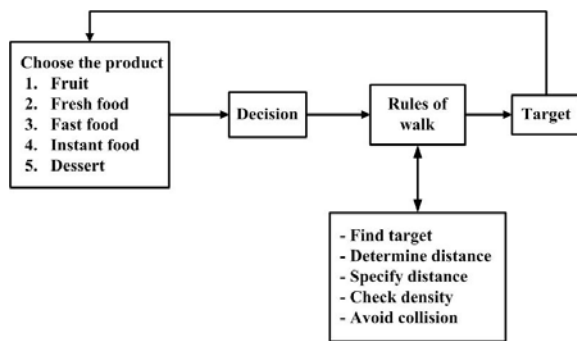 Choose the product
1. Fruit
2. Fresh food
3. Fast food
4. Instant food
5. Dessert
Decision
Rules of
walk
Target
- Find target
- Determine distance
- Specify distance
- Check density
- Avoid collision